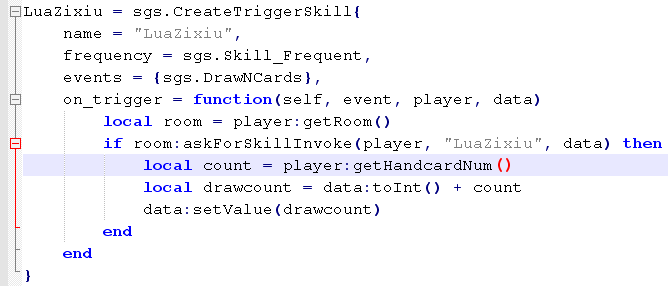 LuaZixiu = sgs.CreateTriggerSkill{
    name = "LuaZixiu",
    frequency = sgs.Skill_Frequent,
    events = {sgs.DrawNCards},
    on_trigger = function(self, event, player, data)
        local room = player:getRoom()
        if room:askForSkillInvoke(player, "LuaZixiu", data) then
            local count = player:getHandcardNum()
            local drawcount = data:toInt() + count
            data:setValue(drawcount)
        end
    end
}